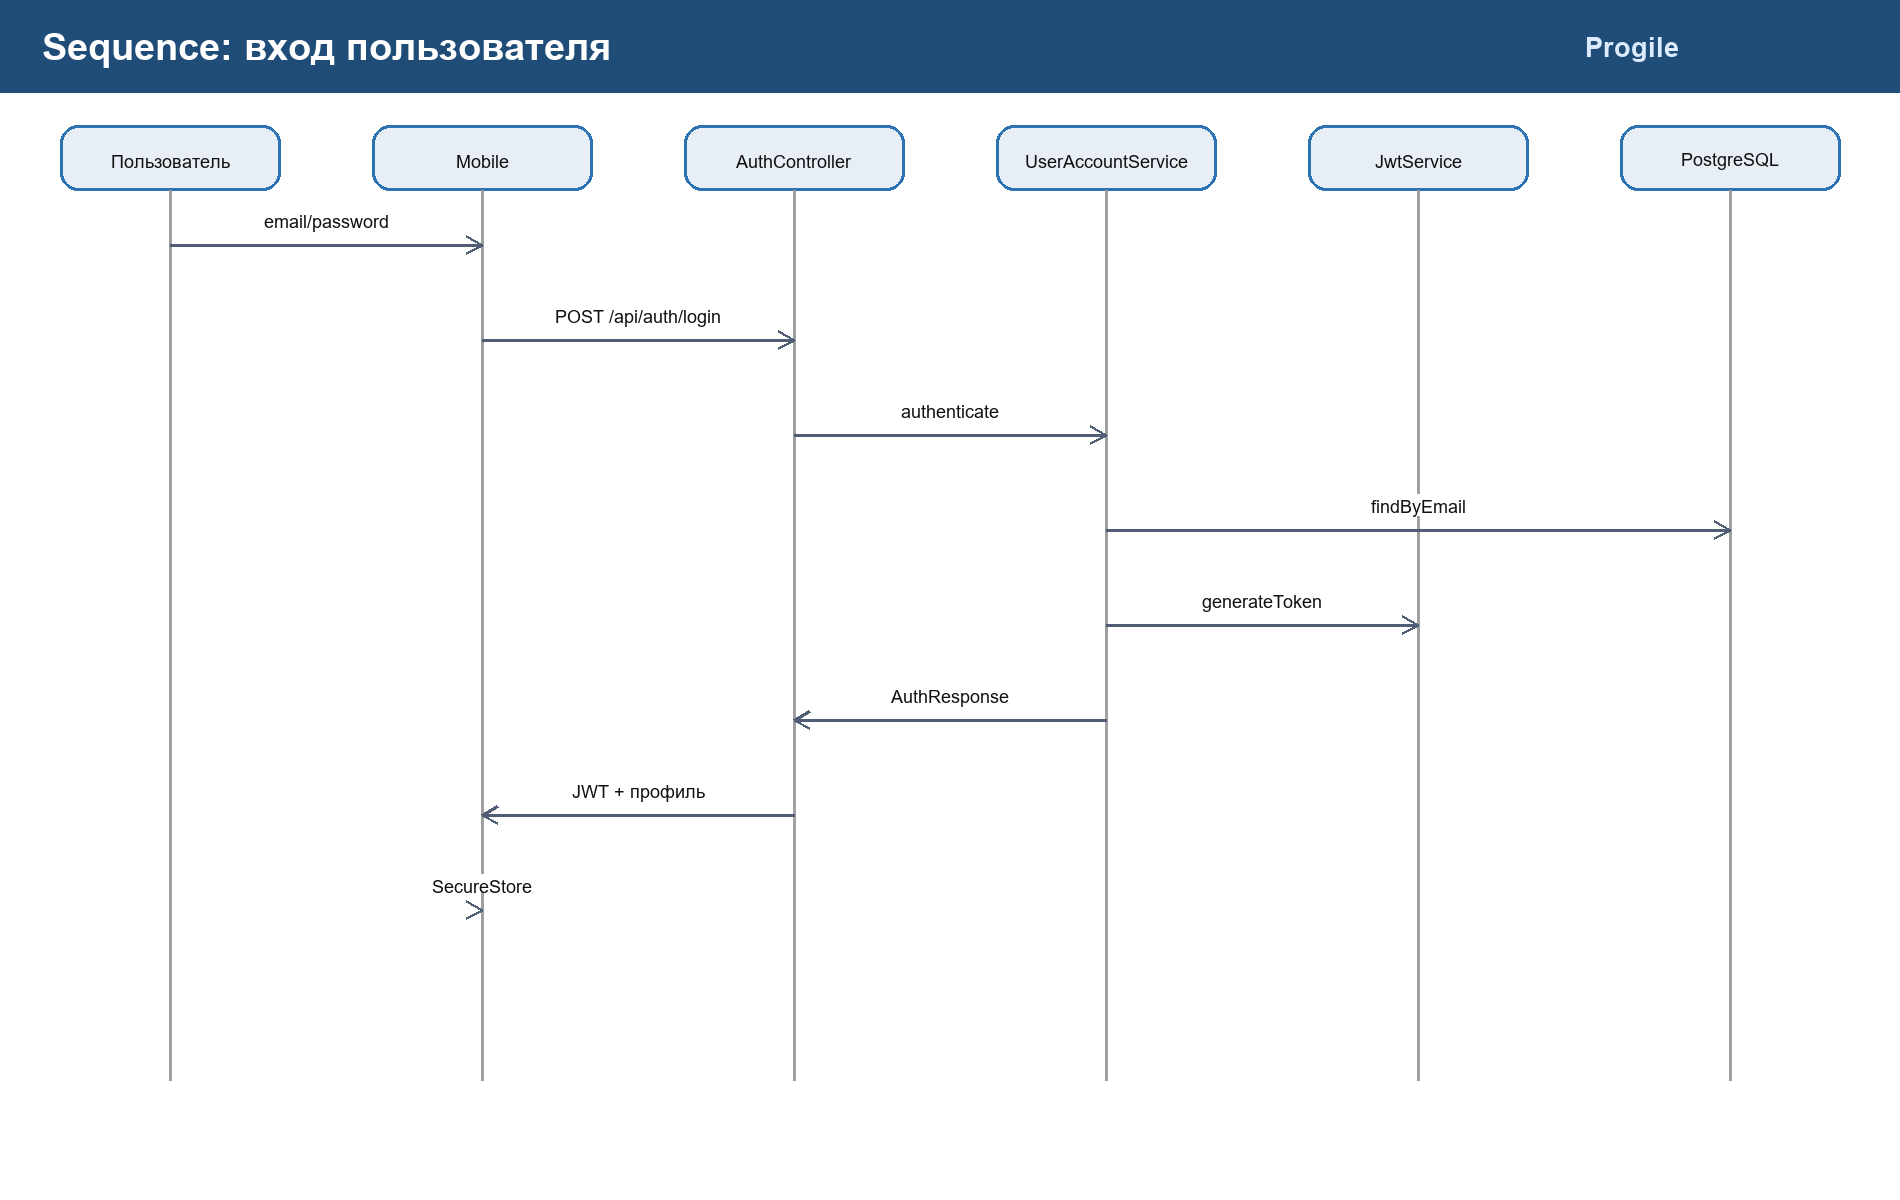 Sequence: вход пользователя
Progile
Пользователь
Mobile
AuthController
UserAccountService
JwtService
PostgreSQL
email/password
POST /api/auth/login
authenticate
findByEmail
generateToken
AuthResponse
JWT + профиль
SecureStore